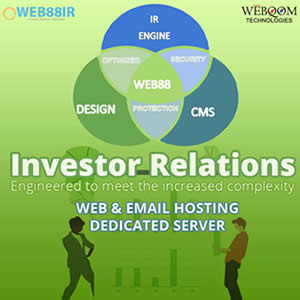 WEB88IR
WEBQOM
TECHNOLOGIES
IR
ENGINE
OPTIMIZED
SECURITY
WEB88
DESIGN
PROTECTION
CMS
Investor Relations
Engineered to meet the increased complexity
WEB & EMAIL HOSTING
DEDICATED SERVER